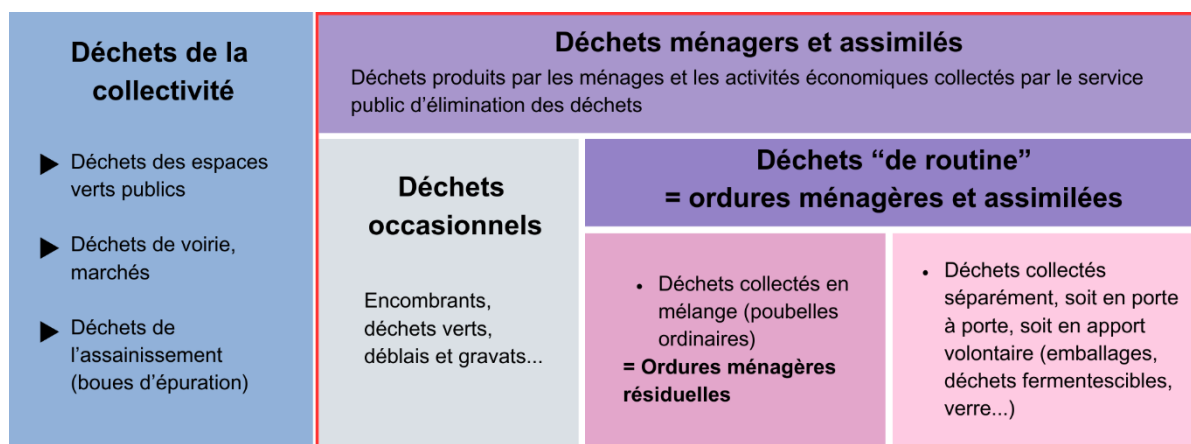 Déchets de la
collectivité
▶ Déchets des espaces
verts publics
▶ Déchets de voirie,
marchés
▶ Déchets de
l’assainissement
(boues d’épuration)
Déchets ménagers et assimilés
Déchets produits par les ménages et les activités économiques collectés par le service
public d’élimination des déchets
Déchets
occasionnels
Encombrants,
déchets verts,
déblais et gravats...
Déchets “de routine”
= ordures ménagères et assimilées
• Déchets collectés en
mélange (poubelles
ordinaires)
= Ordures ménagères
résiduelles
• Déchets collectés
séparément, soit en porte
à porte, soit en apport
volontaire (emballages,
déchets fermentescibles,
verre...)